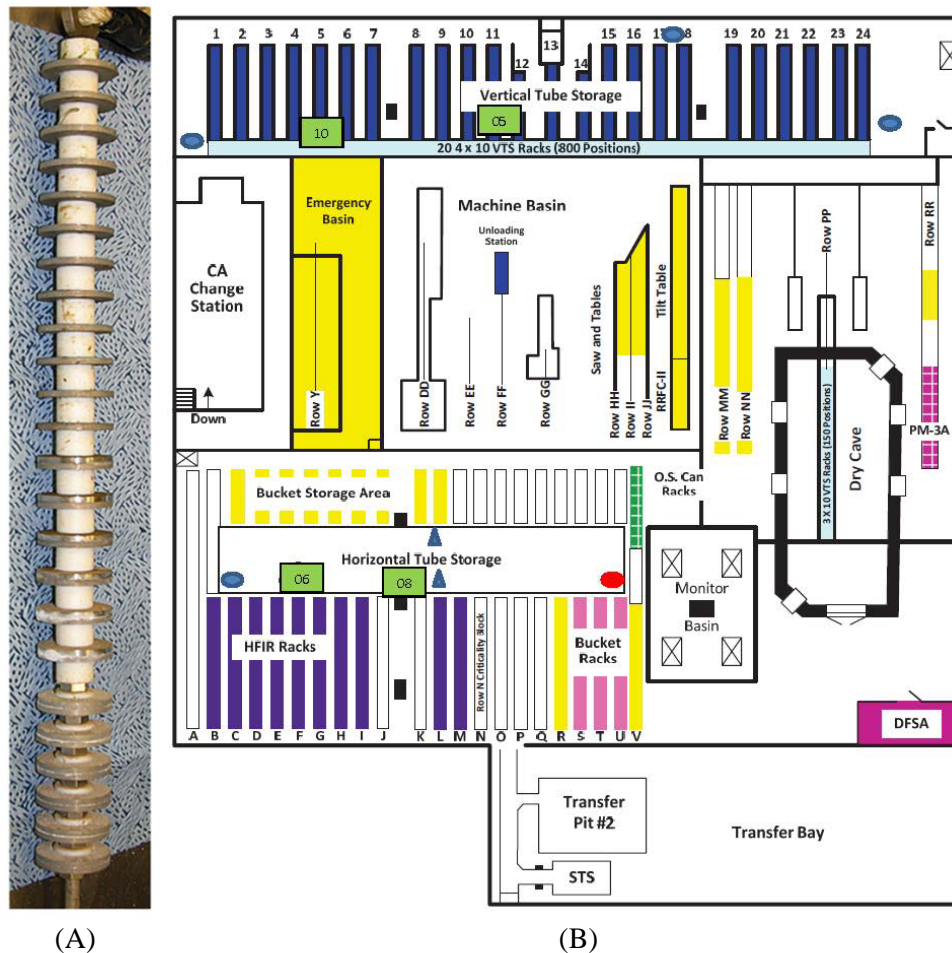 1 2 3 4 5 6 7 8 9 10 11 12 13 14 15 16 17 8 19 20 21 22 23 24
Vertical Tube Storage
10
05
20 4 x 10 VTS Racks (800 Positions)
Emergency
Basin
Machine Basin
Unloading
Station
CA
Change
Station
Down
Row Y
Row DD
Row EE
Row FF
Row GG
Saw and Tables
Row HH
Row II
Row JJ
RRFC-II
Tilt Table
Row MM
Row NN
Row PP
Row RR
3 X 10 VTS Racks (150 Positions)
Dry Cave
PM-3A
Bucket Storage Area
O.S. Can
Racks
Horizontal Tube Storage
06
08
Monitor
Basin
HFIR Racks
Row N Criticality Block
Bucket
Racks
A B C D E F G H I J K L M N O P Q R S T U V
DFSA
Transfer
Pit #2
Transfer Bay
STS
(A)
(B)